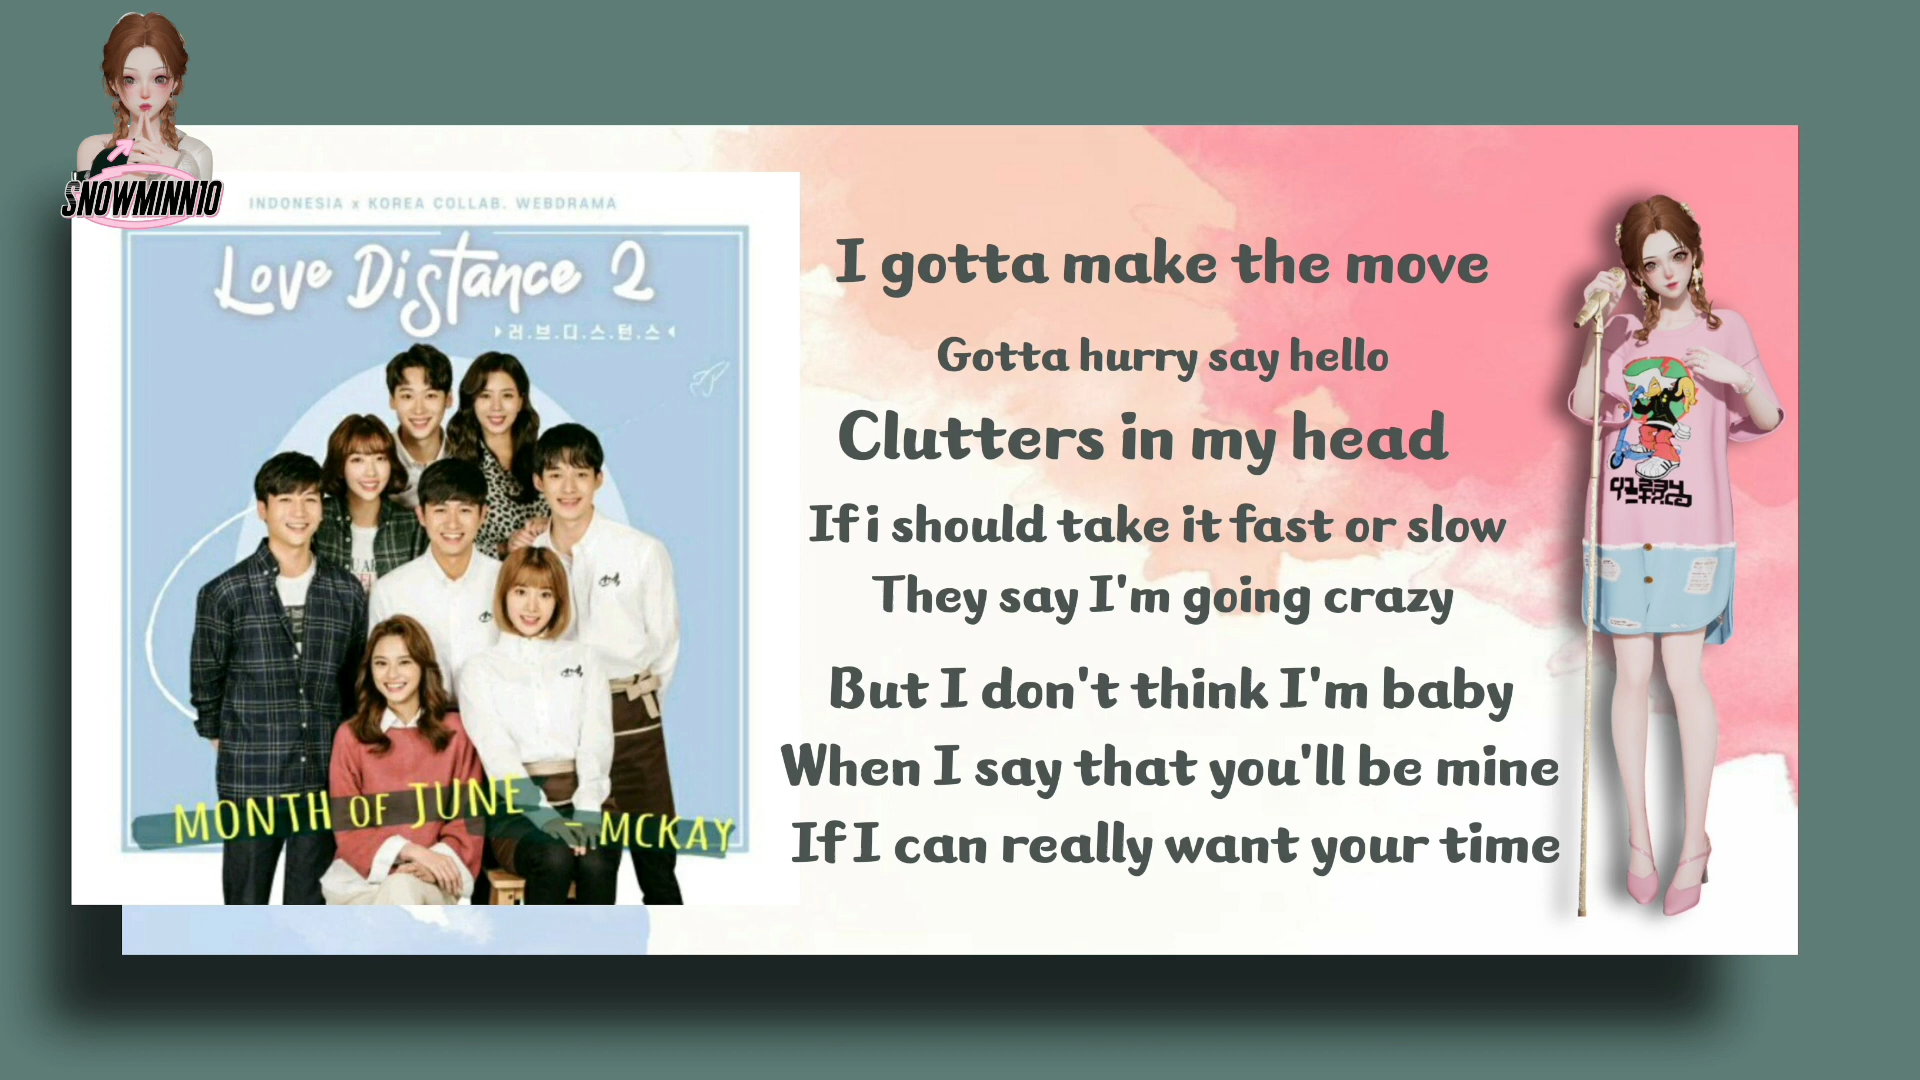 SNOWMINN10
INDONESIA x KOREA COLLAB. WEBDRAMA
Love Distance 2
러.브.디.스.턴.스
MONTH OF JUNE - MCKAY
I gotta make the move
Gotta hurry say hello
Clutters in my head
If i should take it fast or slow
They say I'm going crazy
But I don't think I'm baby
When I say that you'll be mine
If I can really want your time